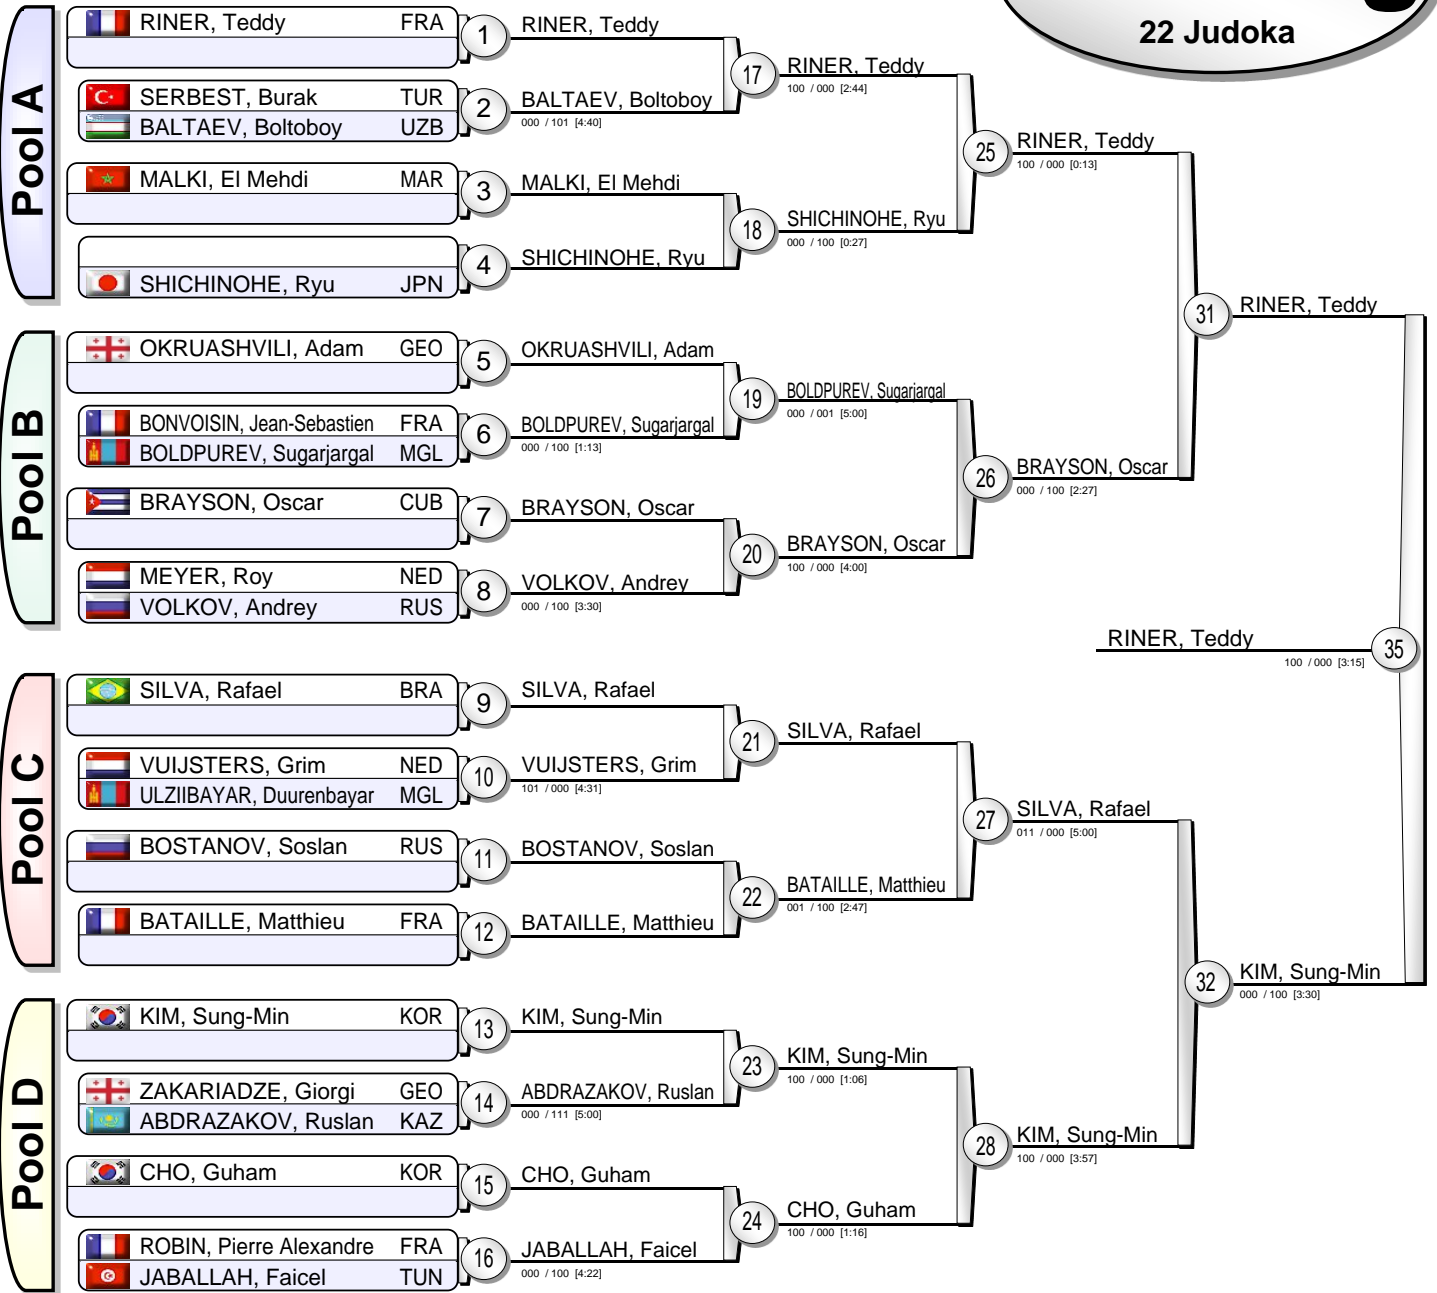 22 Judoka
Pool A
RINER, Teddy FRA
1
RINER, Teddy
SERBEST, Burak TUR
BALTAEV, Boltoboy UZB
2
BALTAEV, Boltoboy
000 / 101 [4:40]
17
RINER, Teddy
100 / 000 [2:44]
MALKI, El Mehdi MAR
3
MALKI, El Mehdi
SHICHINOHE, Ryu JPN
4
SHICHINOHE, Ryu
18
SHICHINOHE, Ryu
000 / 100 [0:27]
25
RINER, Teddy
100 / 000 [0:13]
Pool B
OKRUASHVILI, Adam GEO
5
OKRUASHVILI, Adam
BONVOISIN, Jean-Sebastien FRA
BOLDPUREV, Sugarjargal MGL
6
BOLDPUREV, Sugarjargal
000 / 100 [1:13]
19
BOLDPUREV, Sugarjargal
000 / 001 [5:00]
BRAYSON, Oscar CUB
7
BRAYSON, Oscar
MEYER, Roy NED
VOLKOV, Andrey RUS
8
VOLKOV, Andrey
000 / 100 [3:30]
20
BRAYSON, Oscar
100 / 000 [4:00]
26
BRAYSON, Oscar
000 / 100 [2:27]
31
RINER, Teddy
RINER, Teddy
100 / 000 [3:15]
35
Pool C
SILVA, Rafael BRA
9
SILVA, Rafael
VUIJSTERS, Grim NED
ULZIIBAYAR, Duurenbayar MGL
10
VUIJSTERS, Grim
101 / 000 [4:31]
21
SILVA, Rafael
BOSTANOV, Soslan RUS
11
BOSTANOV, Soslan
BATAILLE, Matthieu FRA
12
BATAILLE, Matthieu
22
BATAILLE, Matthieu
001 / 100 [2:47]
27
SILVA, Rafael
011 / 000 [5:00]
Pool D
KIM, Sung-Min KOR
13
KIM, Sung-Min
ZAKARIADZE, Giorgi GEO
ABDRAZAKOV, Ruslan KAZ
14
ABDRAZAKOV, Ruslan
000 / 111 [5:00]
23
KIM, Sung-Min
100 / 000 [1:06]
CHO, Guham KOR
15
CHO, Guham
ROBIN, Pierre Alexandre FRA
JABALLAH, Faicel TUN
16
JABALLAH, Faicel
000 / 100 [4:22]
24
CHO, Guham
100 / 000 [1:16]
28
KIM, Sung-Min
100 / 000 [3:57]
32
KIM, Sung-Min
000 / 100 [3:30]